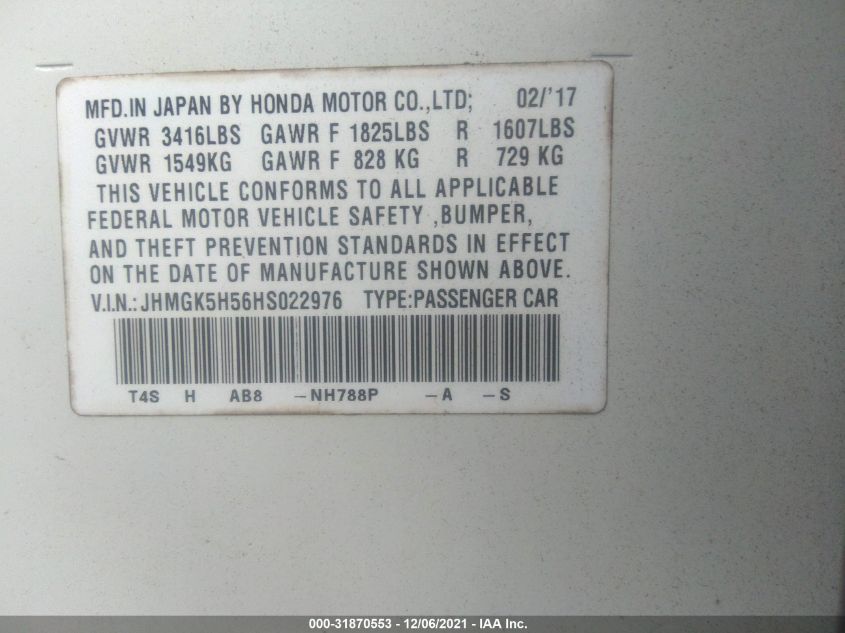 MFD.IN JAPAN BY HONDA MOTOR CO.,LTD; 02/'17
GVWR 3416LBS GAWR F 1825LBS R 1607LBS
GVWR 1549KG GAWR F 828 KG R 729 KG
THIS VEHICLE CONFORMS TO ALL APPLICABLE
FEDERAL MOTOR VEHICLE SAFETY ,BUMPER,
AND THEFT PREVENTION STANDARDS IN EFFECT
ON THE DATE OF MANUFACTURE SHOWN ABOVE.
V.I.N.: JHMGK5H56HS022976 TYPE:PASSENGER CAR
T4S H AB8 –NH788P –A –S
000-31870553 - 12/06/2021 - IAA Inc.